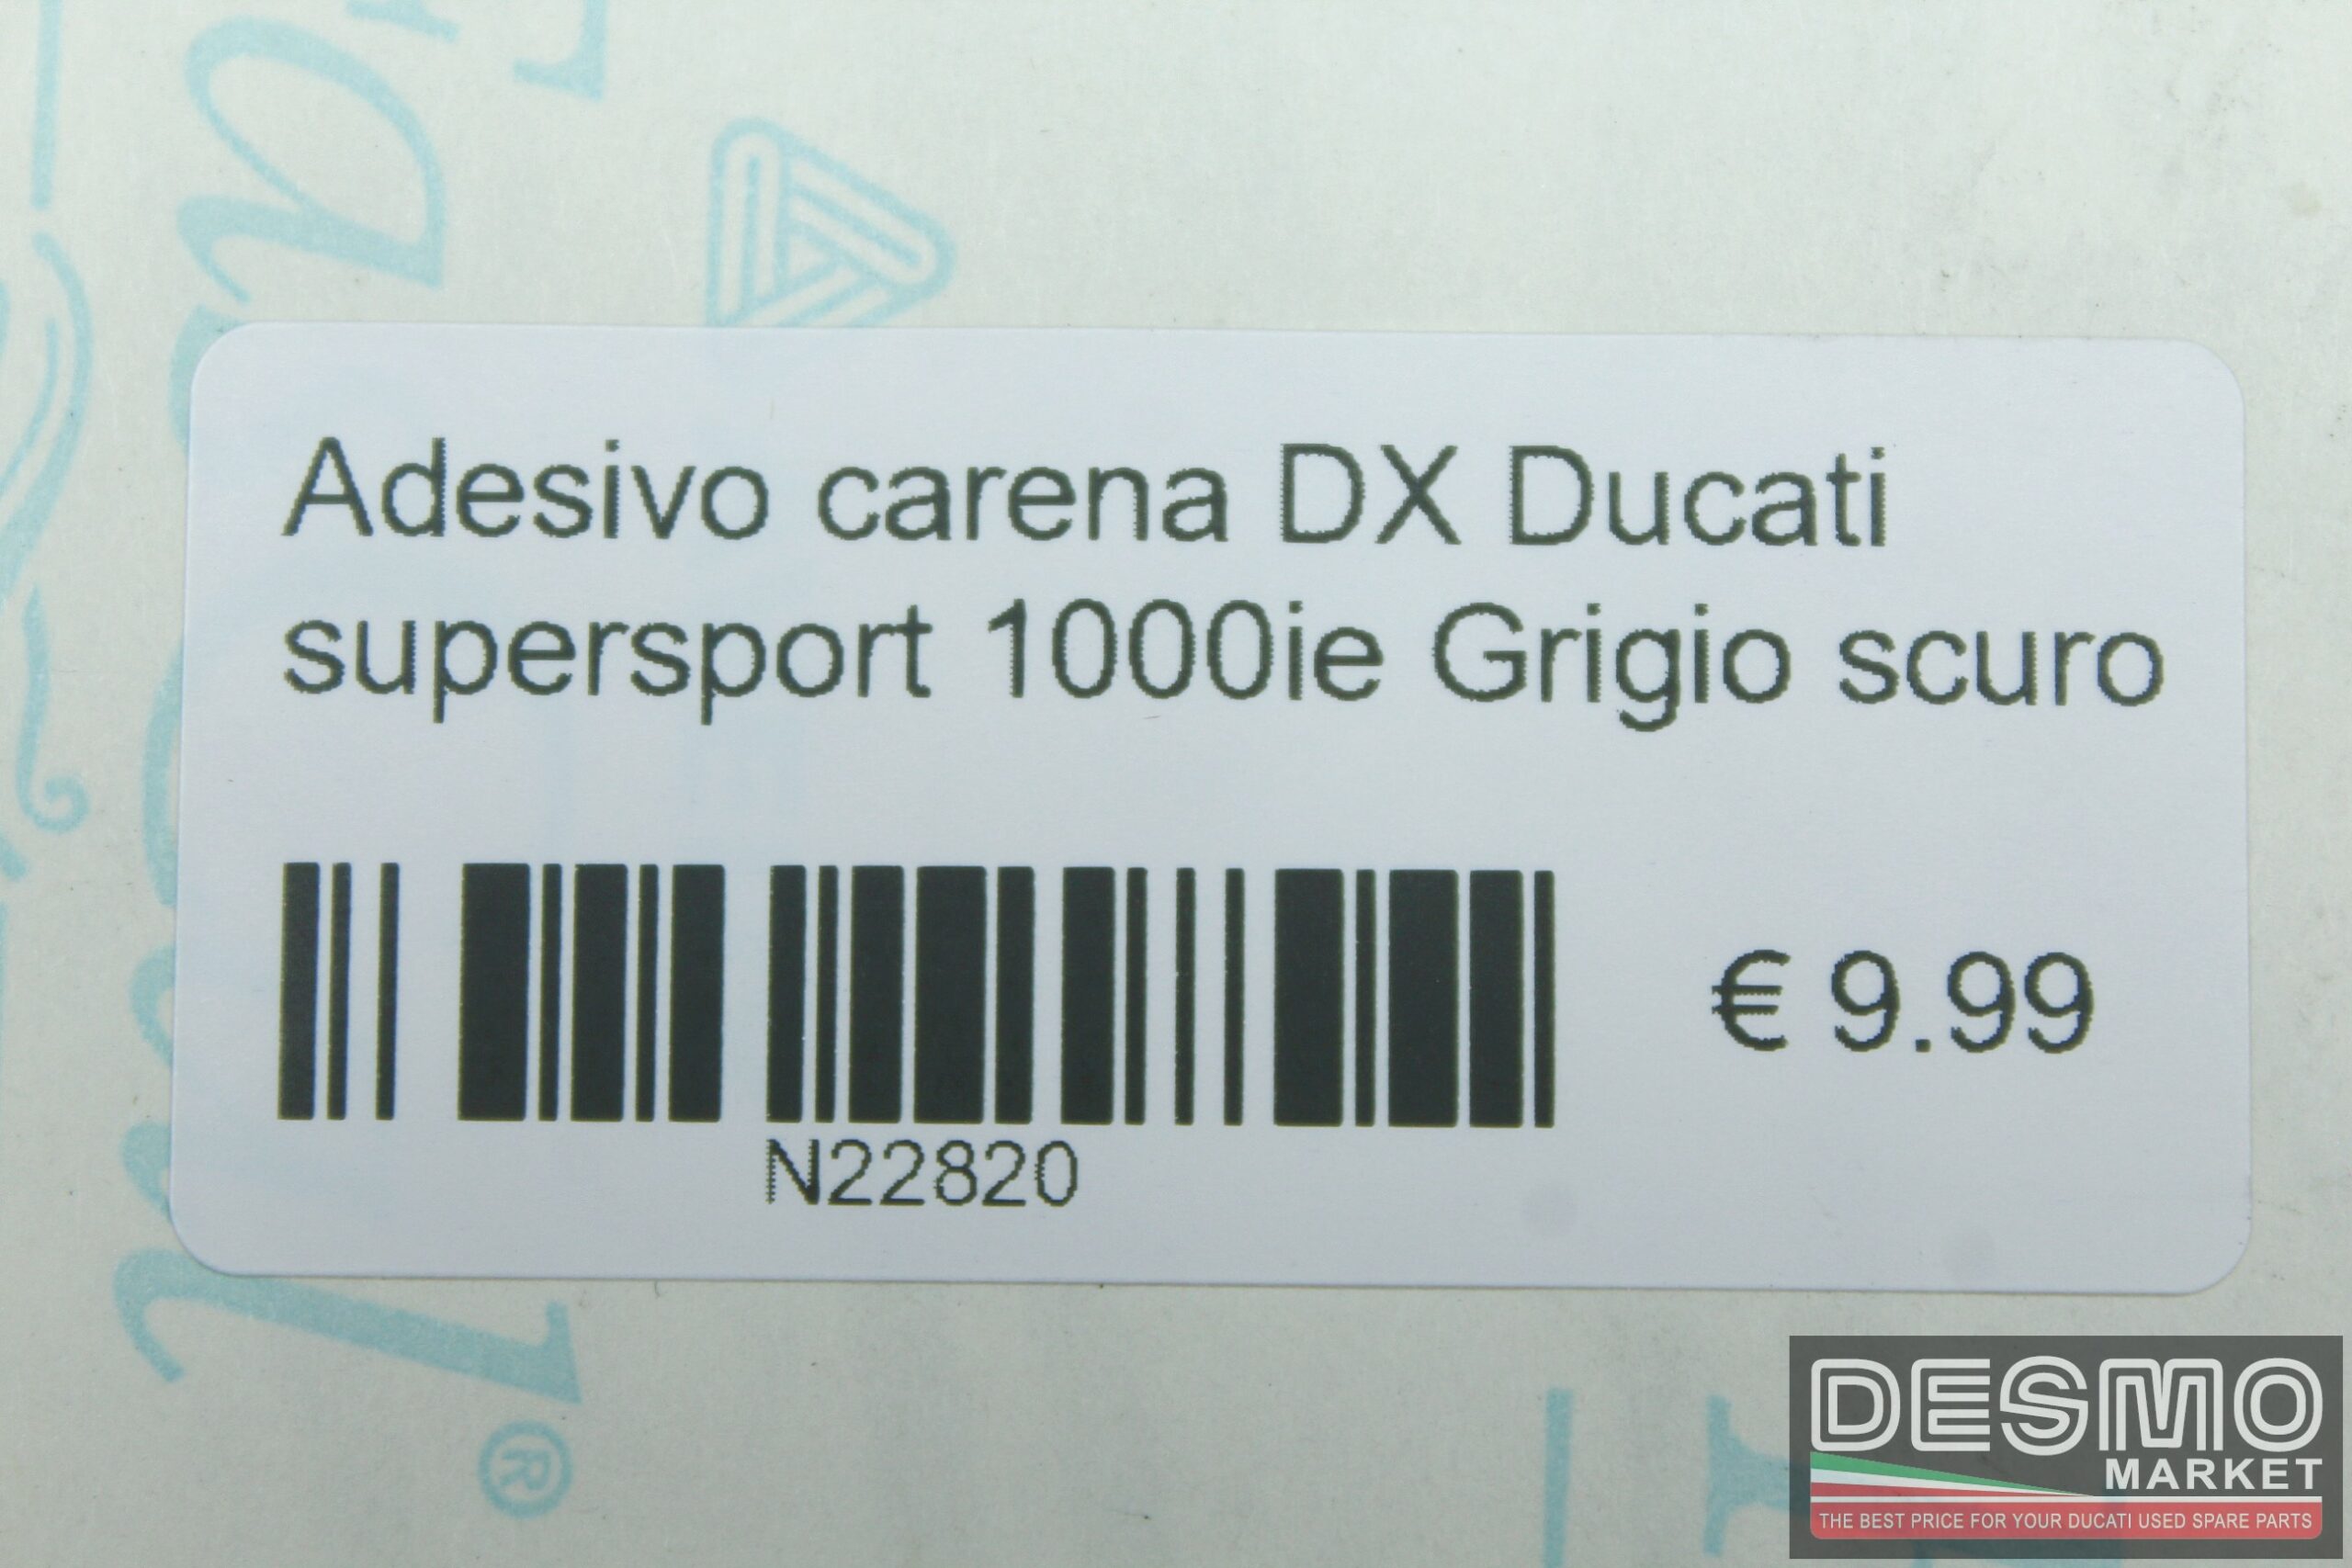 Adesivo carena DX Ducati
supersport 1000ie Grigio scuro
€ 9.99
N22820
®
DESMO
MARKET
THE BEST PRICE FOR YOUR DUCATI USED SPARE PARTS